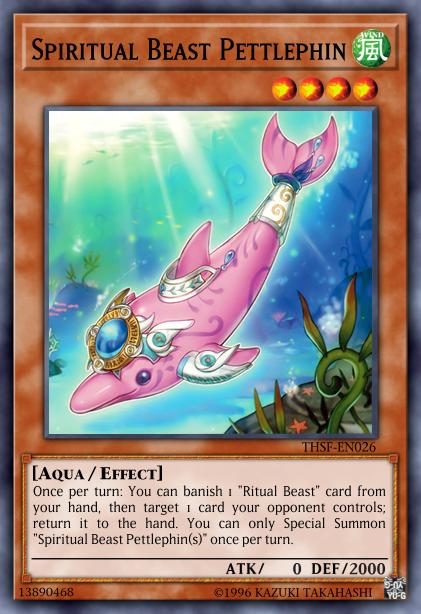 Spiritual Beast Pettlephin
WIND
風
THSF-EN026
[Aqua / Effect]
Once per turn: You can banish 1 "Ritual Beast" card from
your hand, then target 1 card your opponent controls;
return it to the hand. You can only Special Summon
"Spiritual Beast Pettlephin(s)" once per turn.
ATK/ 0 DEF/2000
13890468
©1996 KAZUKI TAKAHASHI